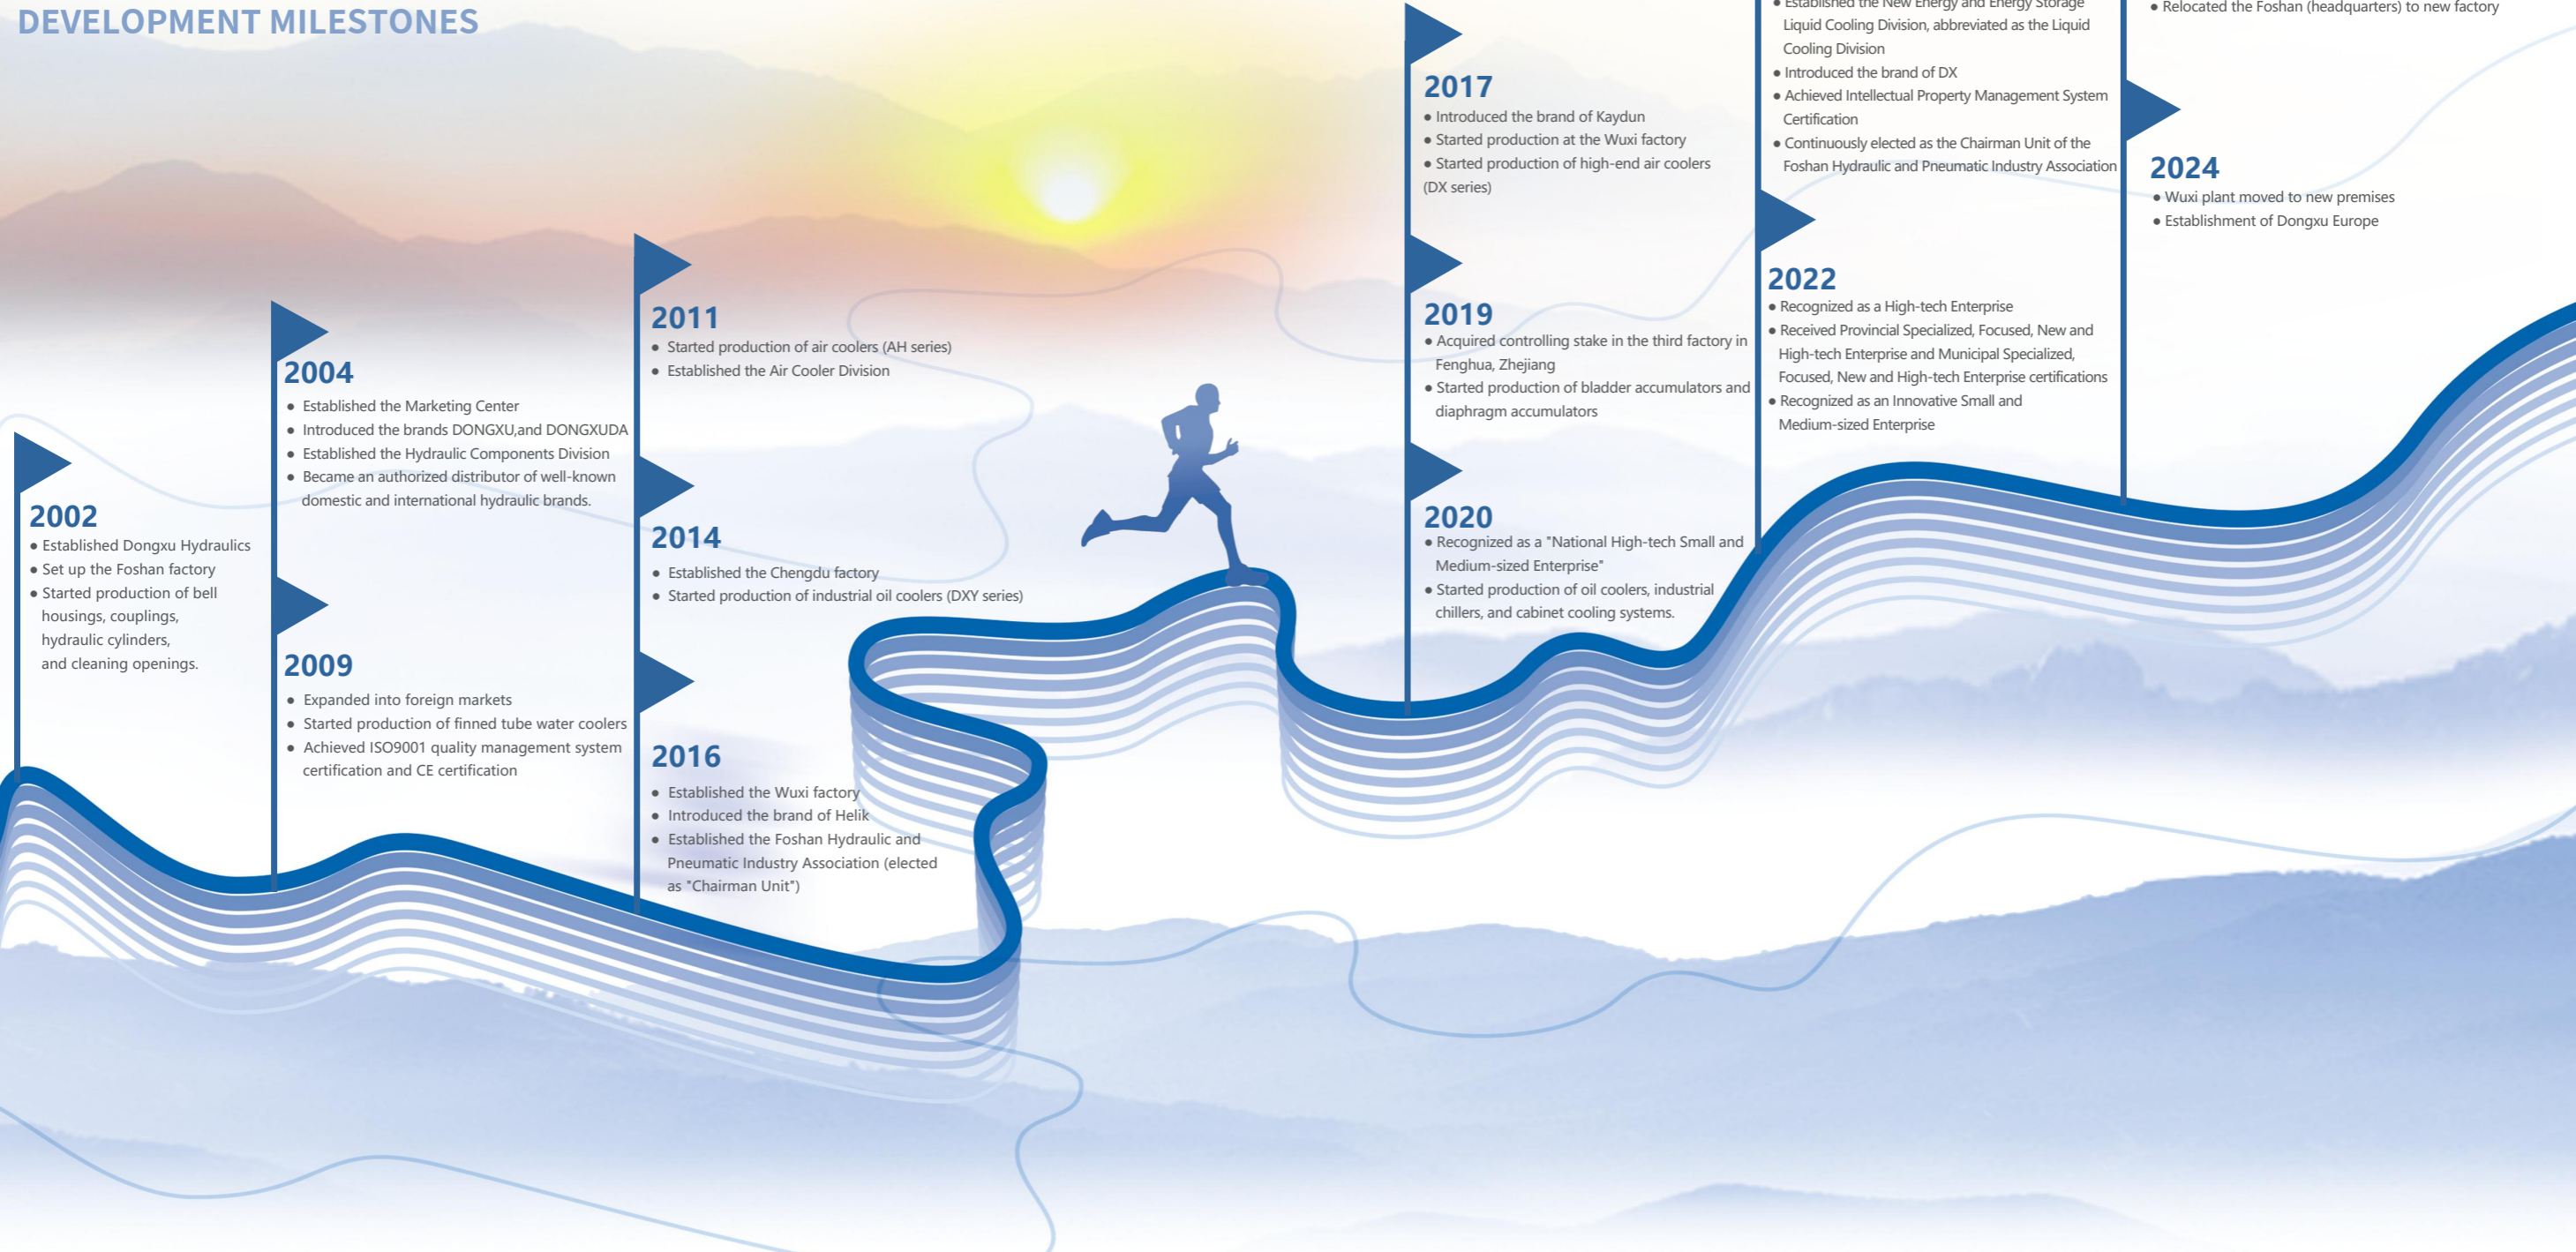 DEVELOPMENT MILESTONES
2002
● Established Dongxu Hydraulics
● Set up the Foshan factory
● Started production of bell
housings, couplings,
hydraulic cylinders,
and cleaning openings.
2004
● Established the Marketing Center
● Introduced the brands DONGXU,and DONGXUDA
● Established the Hydraulic Components Division
● Became an authorized distributor of well-known
domestic and international hydraulic brands.
2009
● Expanded into foreign markets
● Started production of finned tube water coolers
● Achieved ISO9001 quality management system
certification and CE certification
2011
● Started production of air coolers (AH series)
● Established the Air Cooler Division
2014
● Established the Chengdu factory
● Started production of industrial oil coolers (DXY series)
2016
● Established the Wuxi factory
● Introduced the brand of Helik
● Established the Foshan Hydraulic and
Pneumatic Industry Association (elected
as "Chairman Unit")
2017
● Introduced the brand of Kaydun
● Started production at the Wuxi factory
● Started production of high-end air coolers
(DX series)
2019
● Acquired controlling stake in the third factory in
Fenghua, Zhejiang
● Started production of bladder accumulators and
diaphragm accumulators
2020
● Recognized as a "National High-tech Small and
Medium-sized Enterprise"
● Started production of oil coolers, industrial
chillers, and cabinet cooling systems.
● Established the New Energy and Energy Storage
Liquid Cooling Division, abbreviated as the Liquid
Cooling Division
● Introduced the brand of DX
● Achieved Intellectual Property Management System
Certification
● Continuously elected as the Chairman Unit of the
Foshan Hydraulic and Pneumatic Industry Association
2022
● Recognized as a High-tech Enterprise
● Received Provincial Specialized, Focused, New and
High-tech Enterprise and Municipal Specialized,
Focused, New and High-tech Enterprise certifications
● Recognized as an Innovative Small and
Medium-sized Enterprise
● Relocated the Foshan (headquarters) to new factory
2024
● Wuxi plant moved to new premises
● Establishment of Dongxu Europe